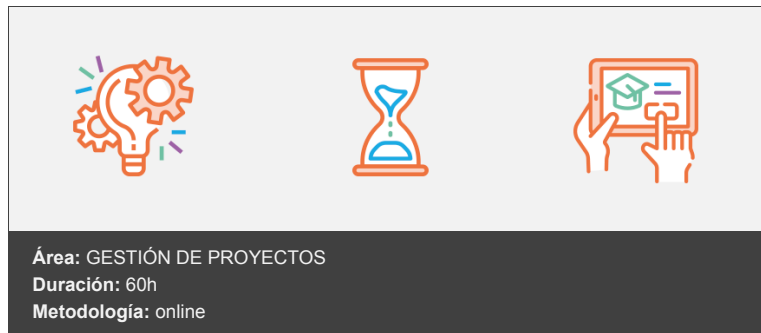 Área: GESTIÓN DE PROYECTOS
Duración: 60h
Metodología: online